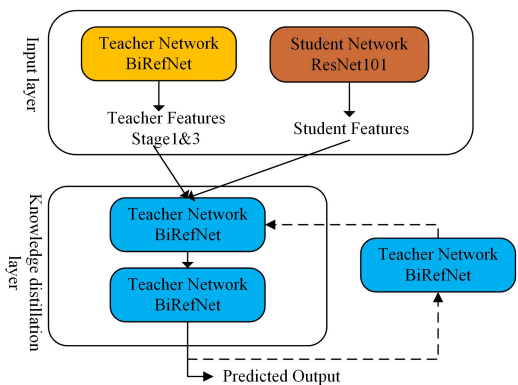 Input layer
Teacher Network
BiRefNet
Student Network
ResNet101
Teacher Features
Stage1&3
Student Features
Knowledge distillation
layer
Teacher Network
BiRefNet
Teacher Network
BiRefNet
Teacher Network
BiRefNet
Predicted Output